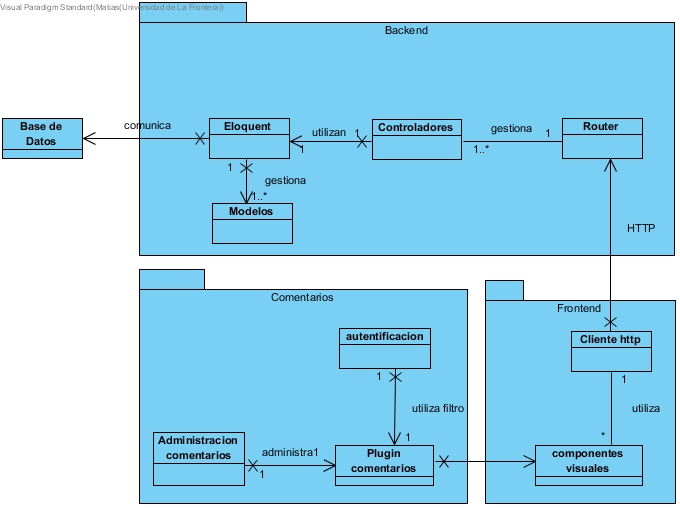 Visual Paradigm Standard(Matias(Universidad de La Frontera))
Backend
Base de
Datos
comunica
Eloquent
utilizan
1
1
Controladores
gestiona
1
1..*
Router
1
gestiona
1..*
Modelos
HTTP
Comentarios
Frontend
autentificacion
Cliente http
1
1
utiliza filtro
utiliza
1
*
Administracion
comentarios
administra1
1
Plugin
comentarios
componentes
visuales